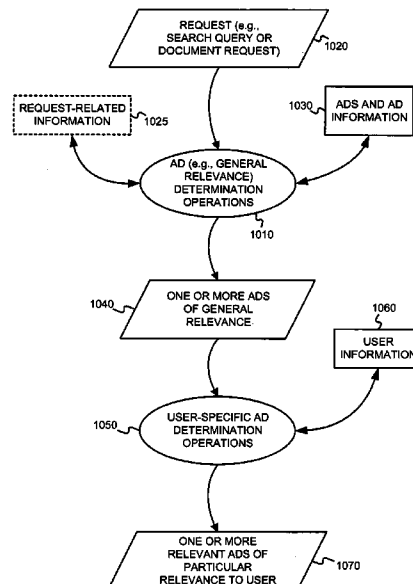 REQUEST (e.g.,
SEARCH QUERY OR
DOCUMENT REQUEST)
1020
REQUEST-RELATED
INFORMATION
1025
1030
ADS AND AD
INFORMATION
AD (e.g., GENERAL
RELEVANCE)
DETERMINATION
OPERATIONS
1010
1040
ONE OR MORE ADS
OF GENERAL
RELEVANCE
1060
USER
INFORMATION
1050
USER-SPECIFIC AD
DETERMINATION
OPERATIONS
ONE OR MORE
RELEVANT ADS OF
PARTICULAR
RELEVANCE TO USER
1070